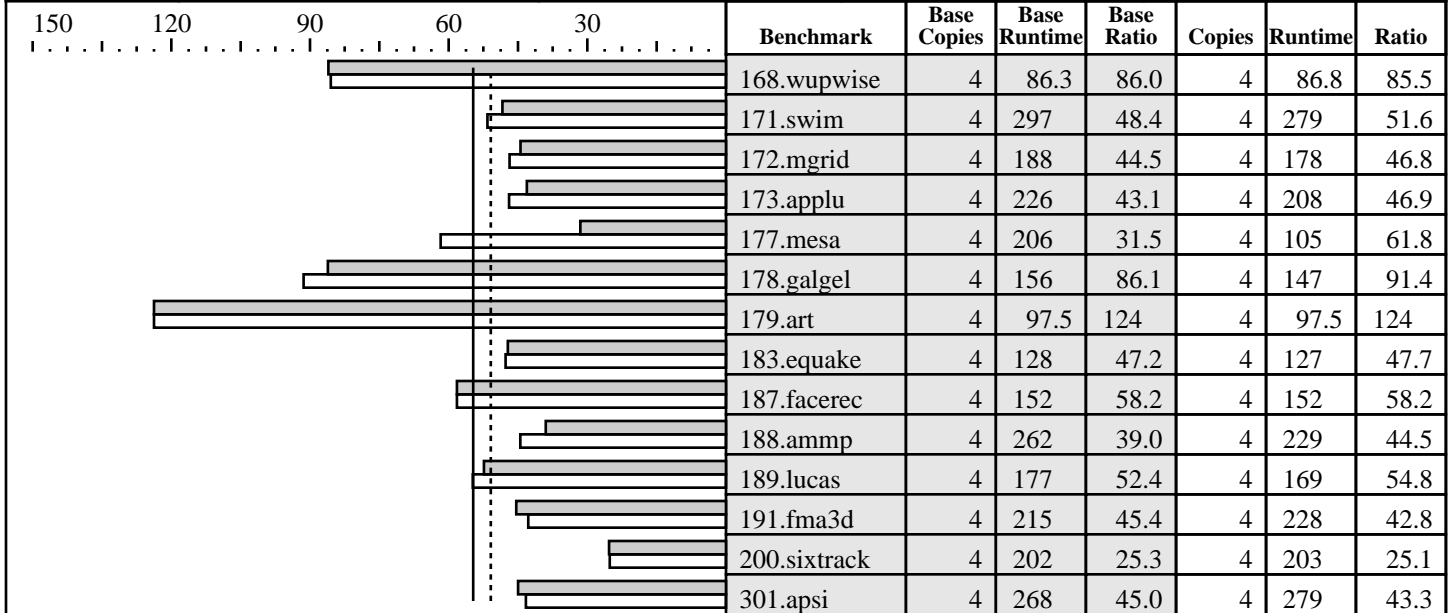 150 120 90 60 30
Benchmark Base Copies Base Runtime Base Ratio Copies Runtime Ratio
168.wupwise 4 86.3 86.0 4 86.8 85.5
171.swim 4 297 48.4 4 279 51.6
172.mgrid 4 188 44.5 4 178 46.8
173.applu 4 226 43.1 4 208 46.9
177.mesa 4 206 31.5 4 105 61.8
178.galgel 4 156 86.1 4 147 91.4
179.art 4 97.5 124 4 97.5 124
183.equake 4 128 47.2 4 127 47.7
187.facerec 4 152 58.2 4 152 58.2
188.ammp 4 262 39.0 4 229 44.5
189.lucas 4 177 52.4 4 169 54.8
191.fma3d 4 215 45.4 4 228 42.8
200.sixtrack 4 202 25.3 4 203 25.1
301.apsi 4 268 45.0 4 279 43.3